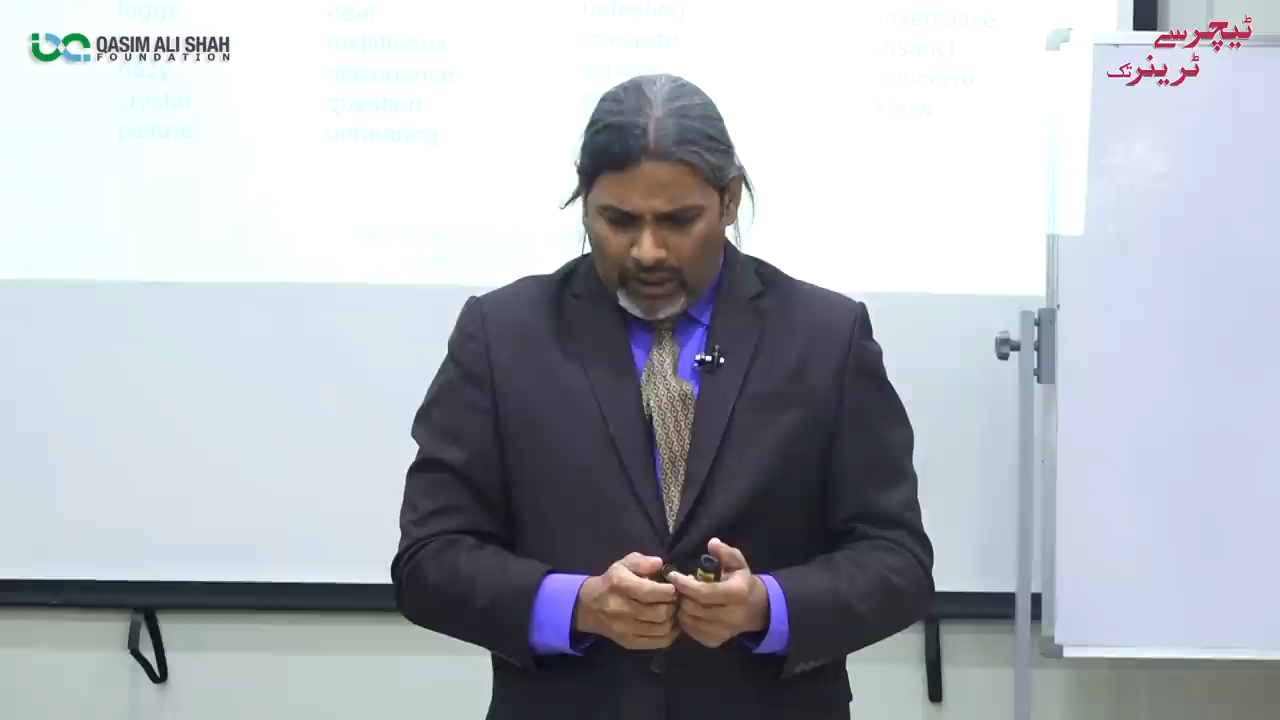 foggy deaf unfeeling insensitive
mellifluous concrete distinct
hazy dissonance conceive
crystal question know
picture unhearing
QASIM ALI SHAH
FOUNDATION
ٹیچر سے
ٹرینر تک